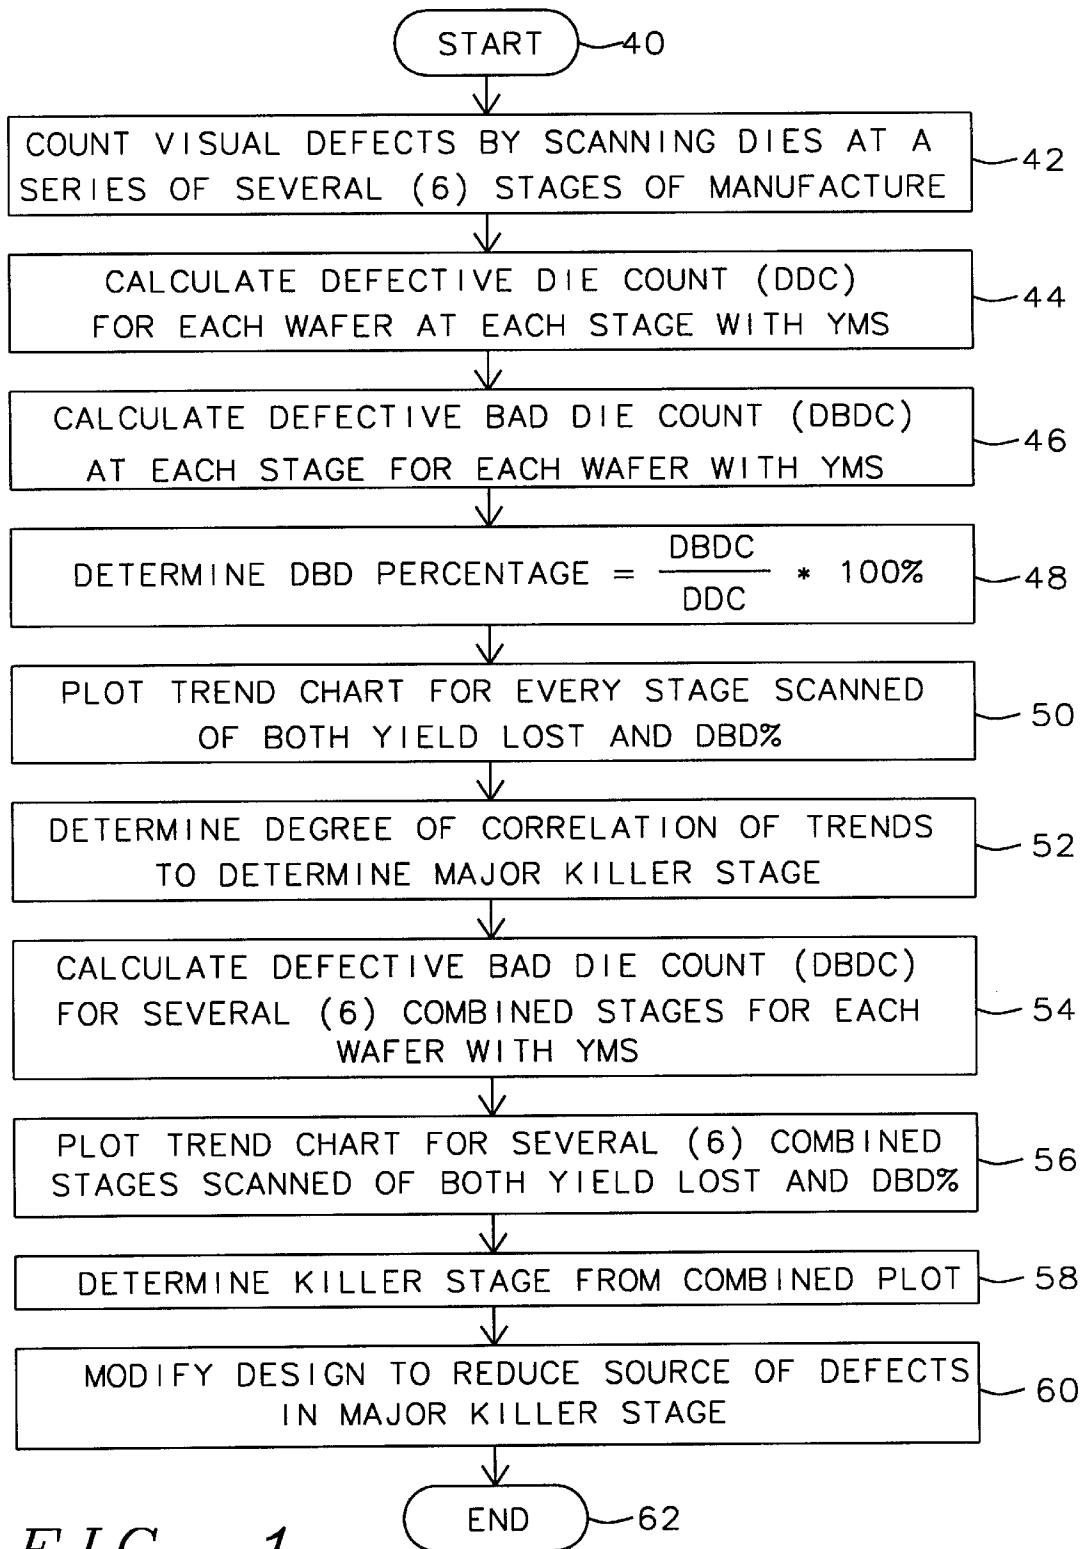 START
40
COUNT VISUAL DEFECTS BY SCANNING DIES AT A
SERIES OF SEVERAL (6) STAGES OF MANUFACTURE
42
CALCULATE DEFECTIVE DIE COUNT (DDC)
FOR EACH WAFER AT EACH STAGE WITH YMS
44
CALCULATE DEFECTIVE BAD DIE COUNT (DBDC)
AT EACH STAGE FOR EACH WAFER WITH YMS
46
DETERMINE DBD PERCENTAGE = DBDC / DDC * 100%
48
PLOT TREND CHART FOR EVERY STAGE SCANNED
OF BOTH YIELD LOST AND DBD%
50
DETERMINE DEGREE OF CORRELATION OF TRENDS
TO DETERMINE MAJOR KILLER STAGE
52
CALCULATE DEFECTIVE BAD DIE COUNT (DBDC)
FOR SEVERAL (6) COMBINED STAGES FOR EACH
WAFER WITH YMS
54
PLOT TREND CHART FOR SEVERAL (6) COMBINED
STAGES SCANNED OF BOTH YIELD LOST AND DBD%
56
DETERMINE KILLER STAGE FROM COMBINED PLOT
58
MODIFY DESIGN TO REDUCE SOURCE OF DEFECTS
IN MAJOR KILLER STAGE
60
END
62
FIG. 1